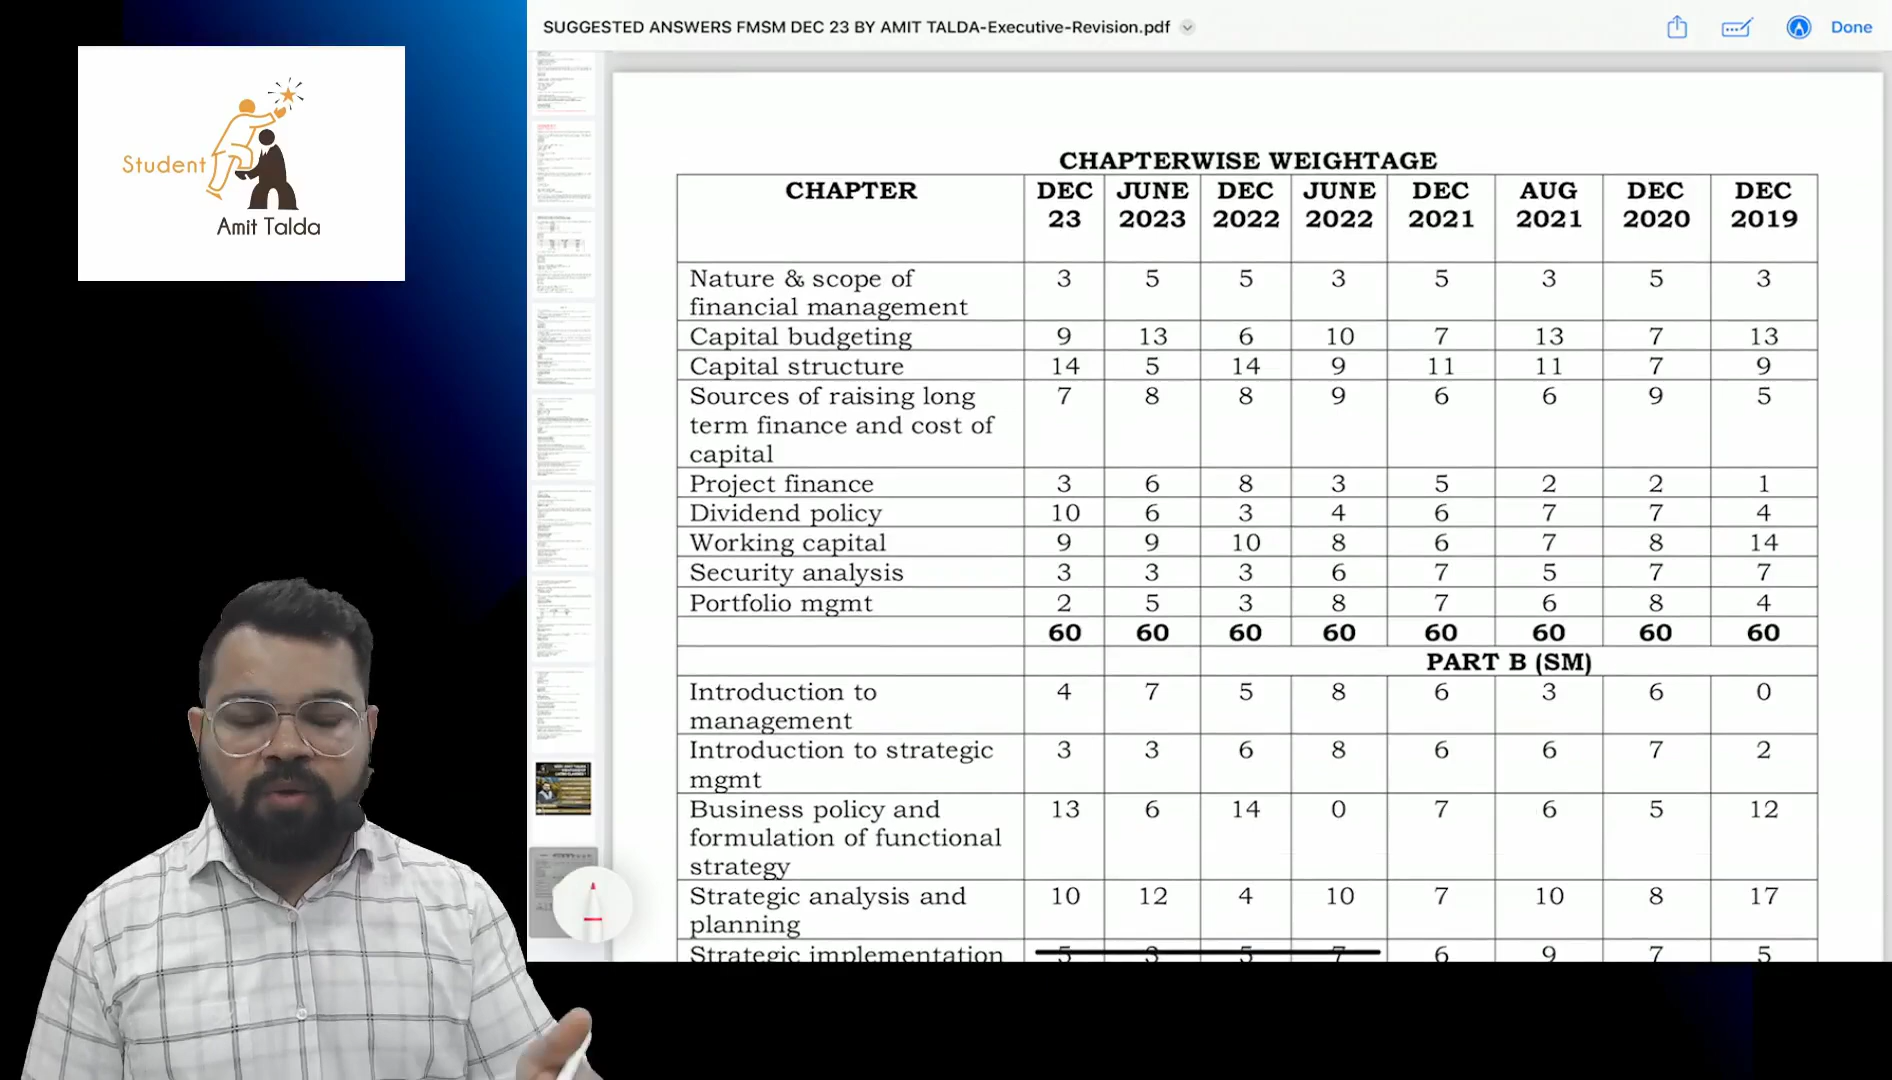 Student
Amit Talda
SUGGESTED ANSWERS FMSM DEC 23 BY AMIT TALDA-Executive-Revision.pdf
Done
CHAPTERWISE WEIGHTAGE
CHAPTER DEC 23 JUNE 2023 DEC 2022 JUNE 2022 DEC 2021 AUG 2021 DEC 2020 DEC 2019
Nature & scope of financial management 3 5 5 3 5 3 5 3
Capital budgeting 9 13 6 10 7 13 7 13
Capital structure 14 5 14 9 11 11 7 9
Sources of raising long term finance and cost of capital 7 8 8 9 6 6 9 5
Project finance 3 6 8 3 5 2 2 1
Dividend policy 10 6 3 4 6 7 7 4
Working capital 9 9 10 8 6 7 8 14
Security analysis 3 3 3 6 7 5 7 7
Portfolio mgmt 2 5 3 8 7 6 8 4
60 60 60 60 60 60 60 60
PART B (SM)
Introduction to management 4 7 5 8 6 3 6 0
Introduction to strategic mgmt 3 3 6 8 6 6 7 2
Business policy and formulation of functional strategy 13 6 14 0 7 6 5 12
Strategic analysis and planning 10 12 4 10 7 10 8 17
Strategic implementation 5 3 5 7 6 9 7 5